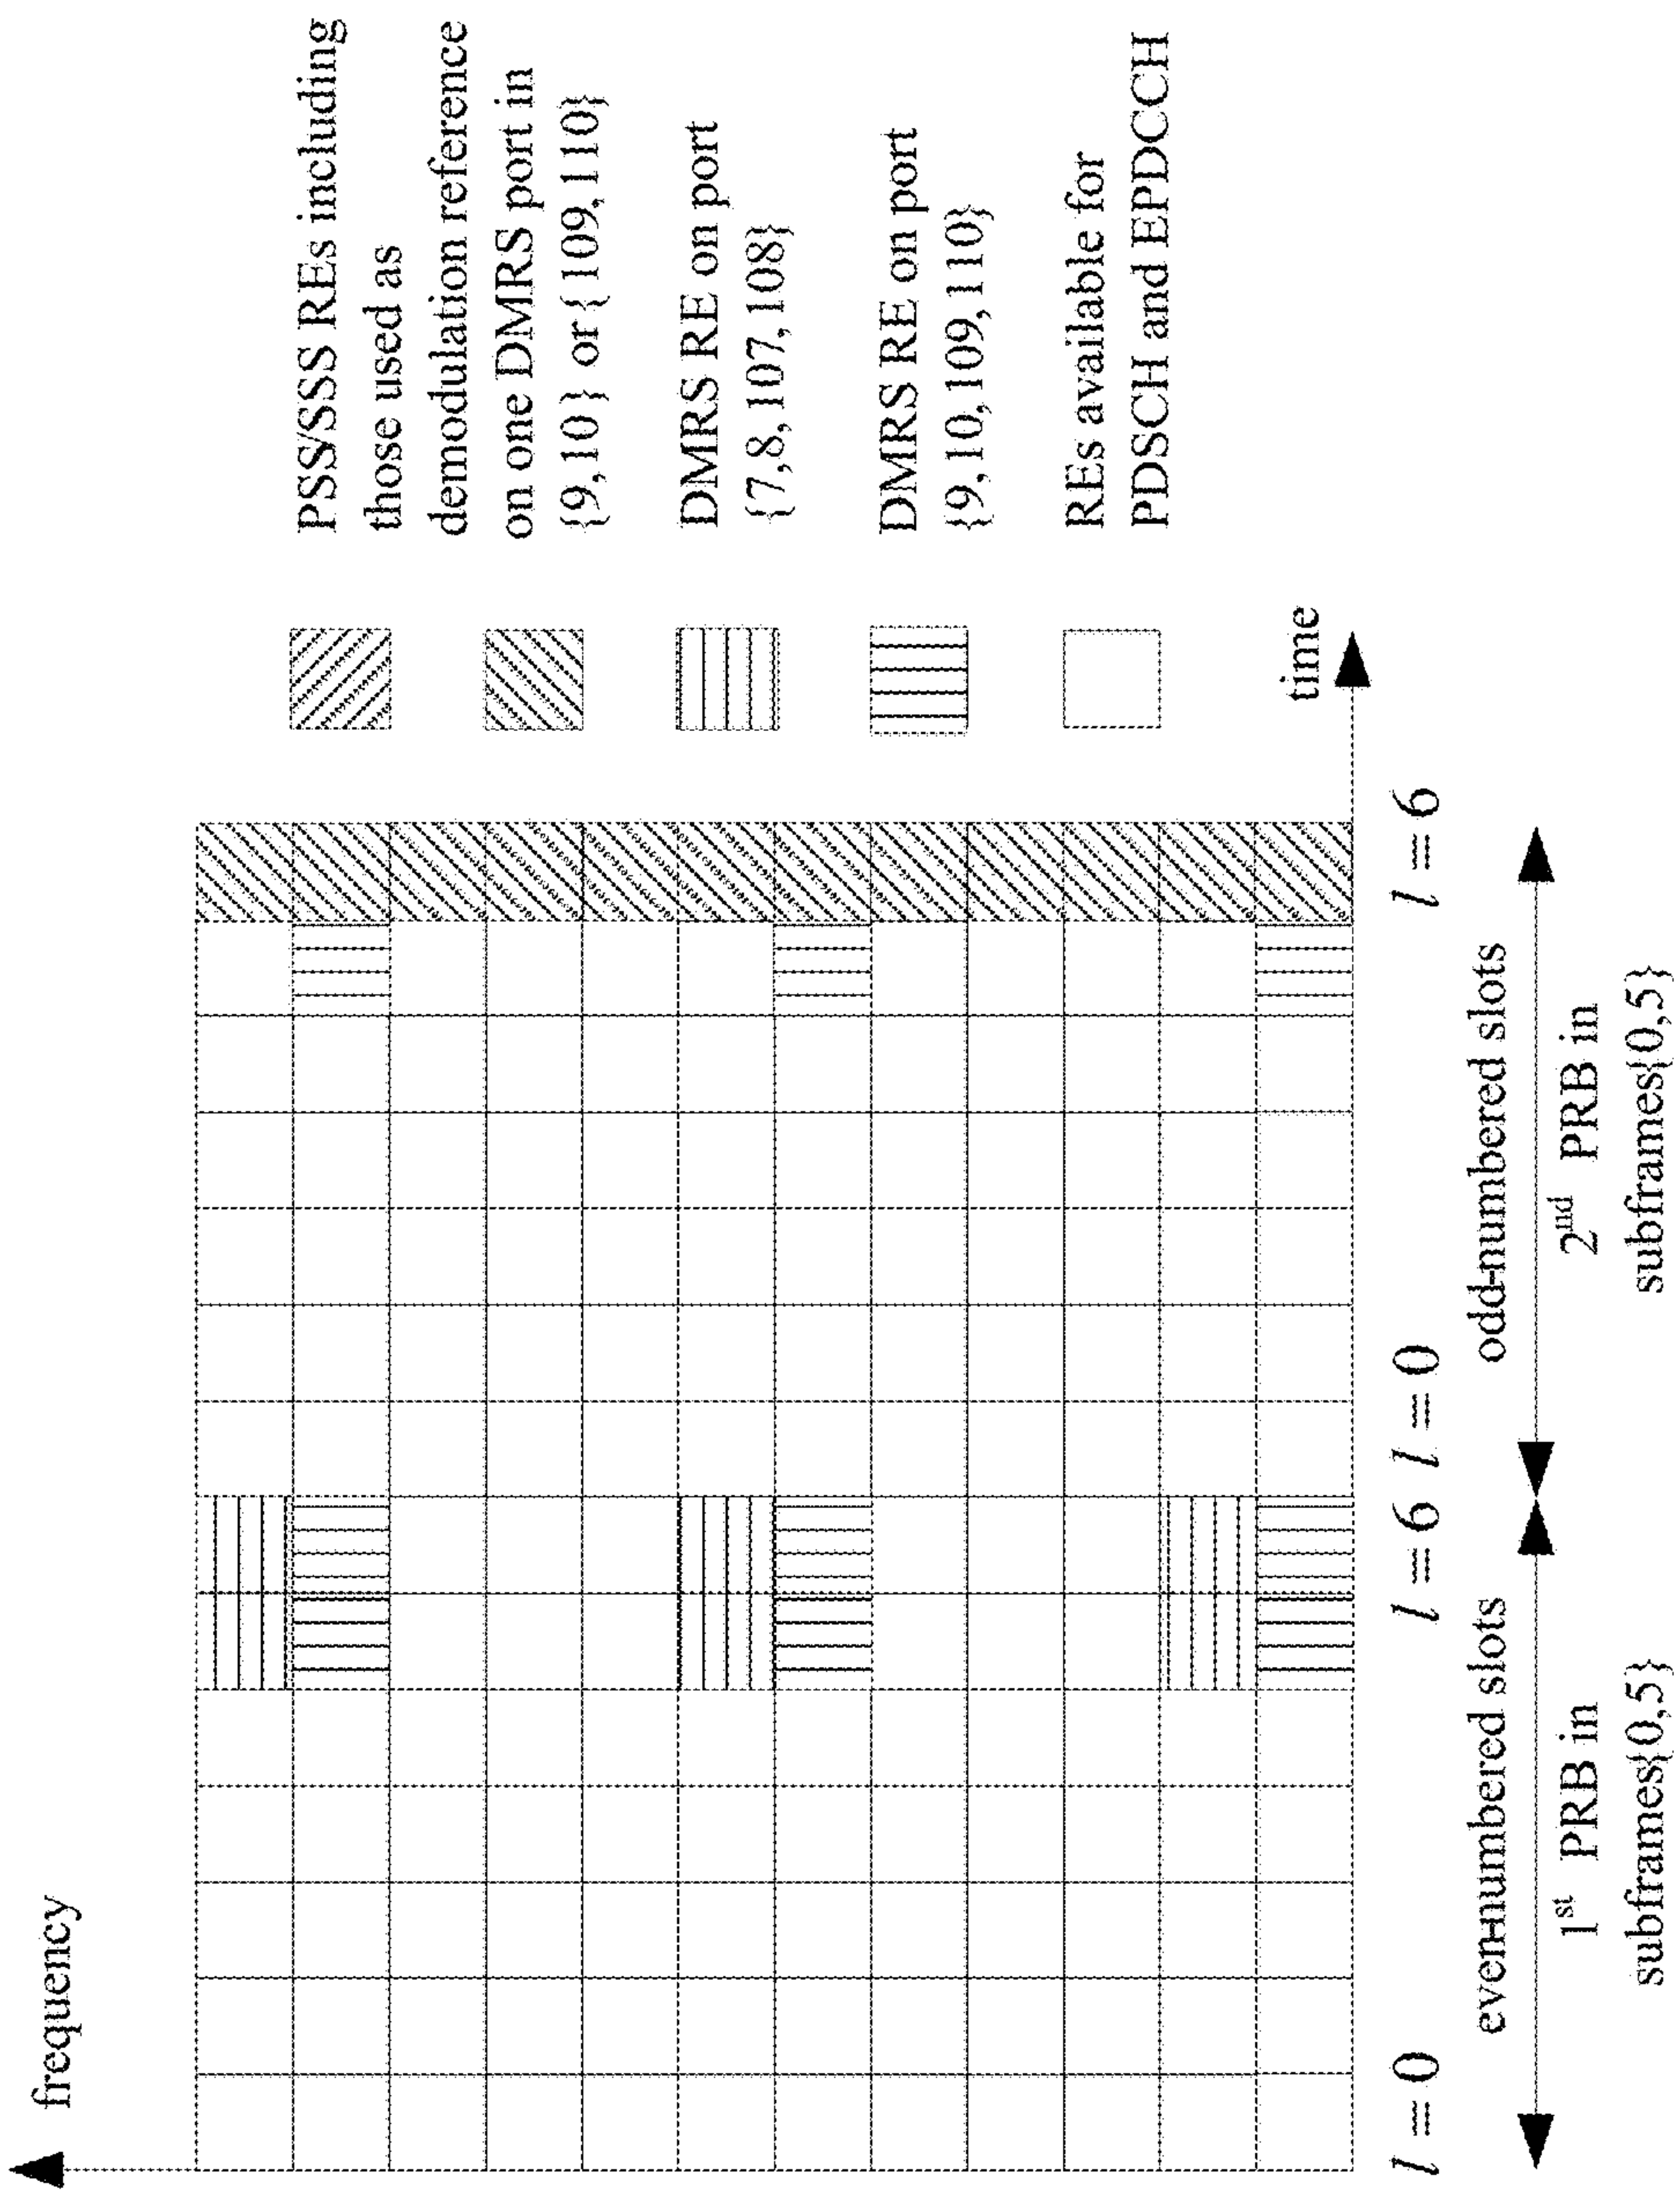 frequency
PSS/SSS REs including
those used as
demodulation reference
on one DMRS port in
{9,10} or {109,110}
DMRS RE on port
{7,8,107,108}
DMRS RE on port
{9,10,109,110}
REs available for
PDSCH and EPDCCH
time
l = 0
l = 6
l = 0
l = 6
even-numbered slots
odd-numbered slots
1st PRB in
subframes{0,5}
2nd PRB in
subframes{0,5}